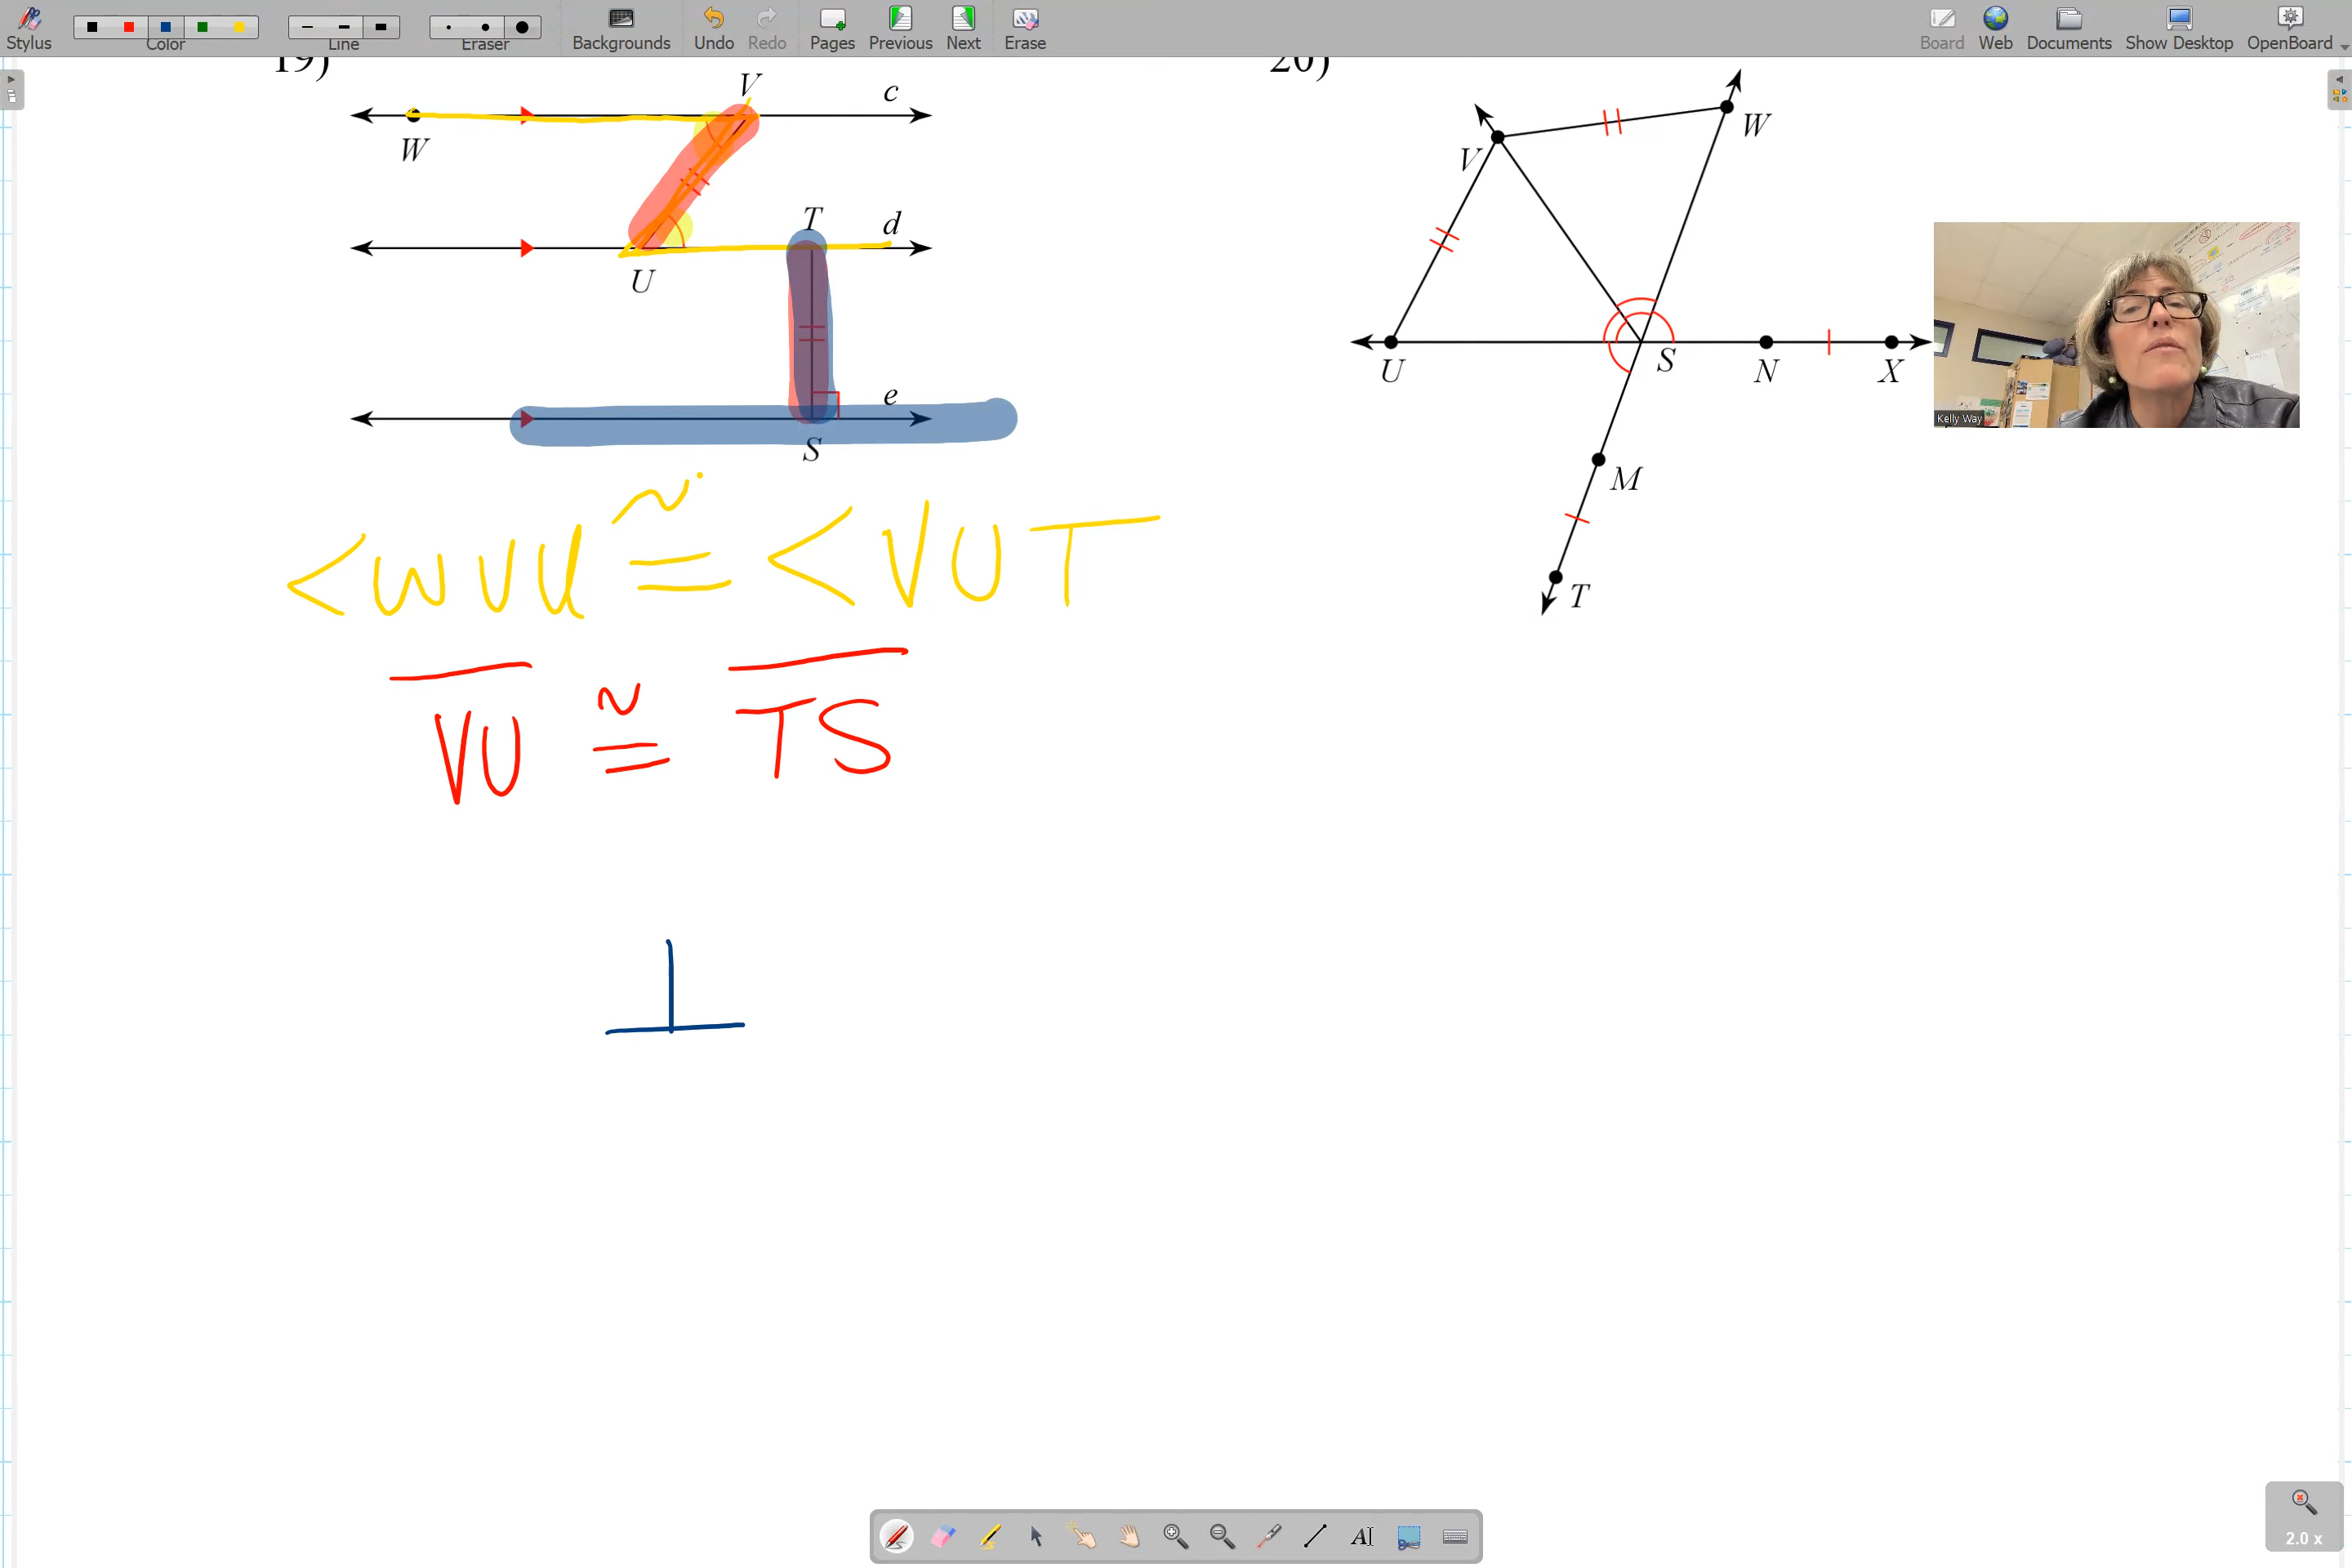 Stylus Color Line Eraser Backgrounds Undo Redo Pages Previous Next Erase Board Web Documents Show Desktop OpenBoard
19)
V c
W
T d
U
e
S
<WVU ≅ <VUT
VU ≅ TS
⊥
20)
W
V
U S N X
M
T
Kelly Way
2.0 x